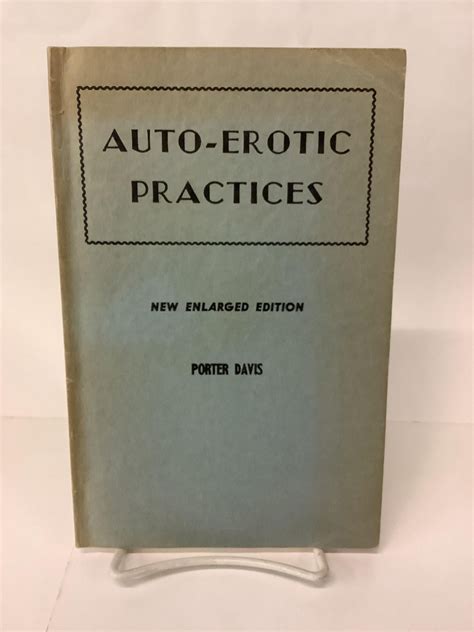 AUTO-EROTIC
PRACTICES
NEW ENLARGED EDITION
PORTER DAVIS